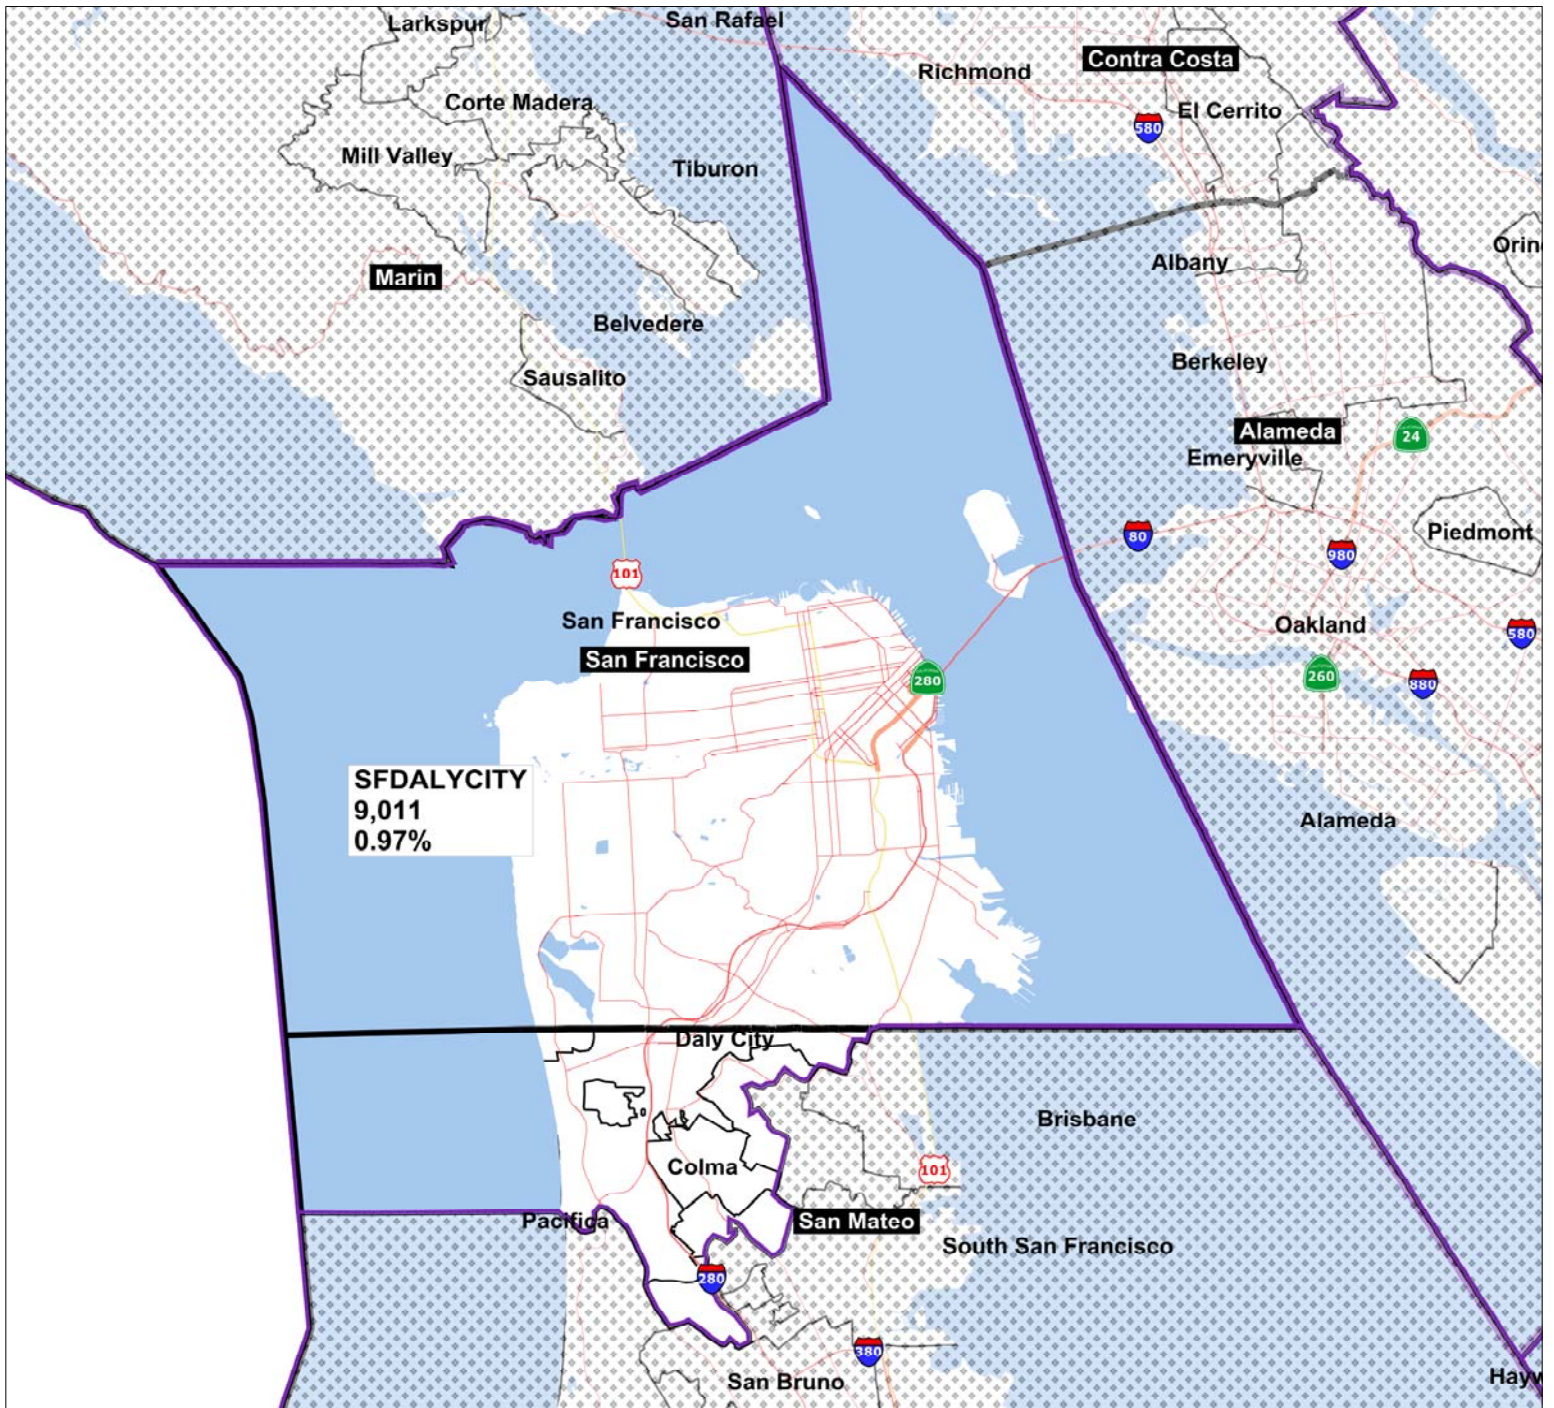 Larkspur
San Rafael
Contra Costa
Richmond
Corte Madera
El Cerrito
580
Mill Valley
Tiburon
Albany
Marin
Belvedere
Berkeley
Sausalito
Alameda
24
Emeryville
80
Piedmont
980
101
San Francisco
Oakland
580
San Francisco
CALIFORNIA
280
260
880
SFDALYCITY
9,011
0.97%
Alameda
Daly City
Brisbane
Colma
101
Pacifica
San Mateo
South San Francisco
280
380
San Bruno